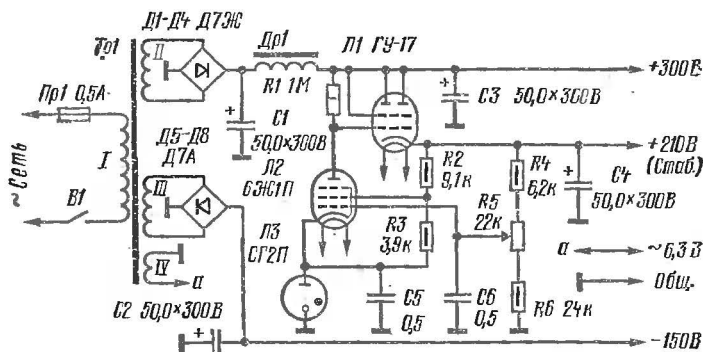 Д1-Д4 Д7Ж
Тр1
II
Др1
Л1 ГУ-17
+300В
R1 1М
Пр1 0,5А
С1
50,0×300В
С3 50,0×300В
I
~Сеть
В1
Д5-Д8
Д7А
III
Л2
6Ж1П
R2
9,1к
R4
6,2к
С4
50,0×300В
+210В
(Стаб.)
Л3
СГ2П
R3
3,9к
R5
22к
а
~6,3В
IV
а
С5
0,5
С6
0,5
R6 24к
Общ.
С2 50,0×300В
-150В